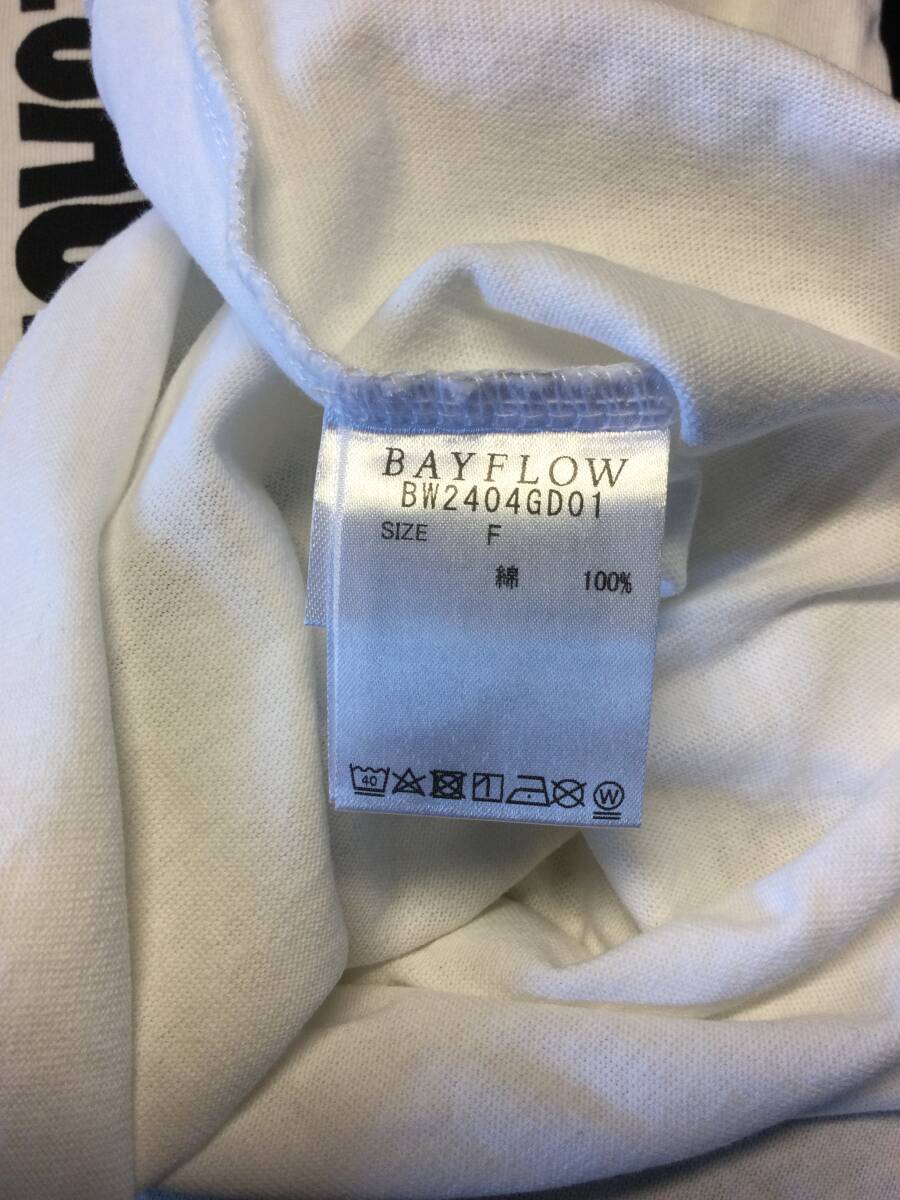 BAYFLOW
BW2404GD01
SIZE F
綿 100%
40
W